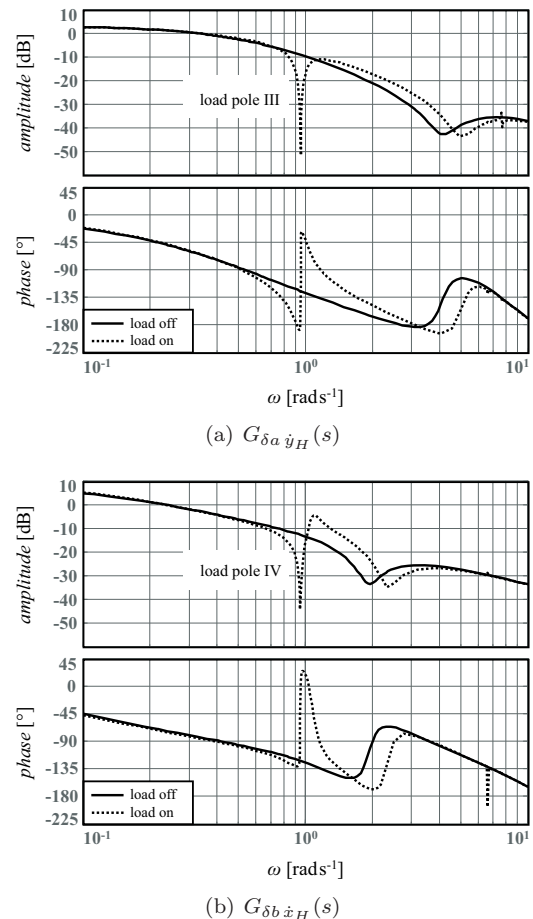 amplitude [dB]
10
0
-10
-20
-30
-40
-50
load pole III
phase [°]
45
0
-45
-90
-135
-180
-225
load off
load on
10⁻¹
10⁰
10¹
ω [rads⁻¹]
(a) G_{δa ẏ_H}(s)
amplitude [dB]
10
0
-10
-20
-30
-40
-50
load pole IV
phase [°]
45
0
-45
-90
-135
-180
-225
load off
load on
10⁻¹
10⁰
10¹
ω [rads⁻¹]
(b) G_{δb ẋ_H}(s)